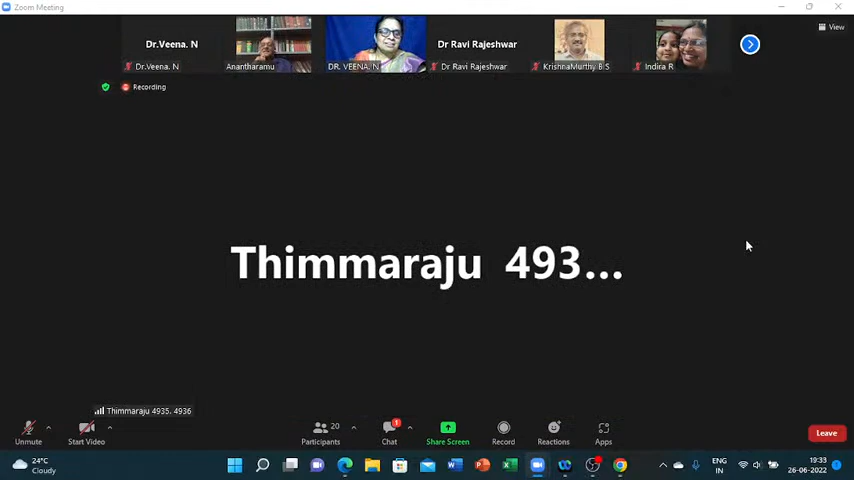 Zoom Meeting
View
Dr.Veena. N
Dr.Veena. N
Anantharamu
DR. VEENA. N
Dr Ravi Rajeshwar
Dr Ravi Rajeshwar
KrishnaMurthy B S
Indira R
Recording
Thimmaraju 493...
Thimmaraju 4935, 4936
Unmute
Start Video
20
Participants
1
Chat
Share Screen
Record
Reactions
Apps
Leave
24°C
Cloudy
ENG
IN
19:33
26-06-2022